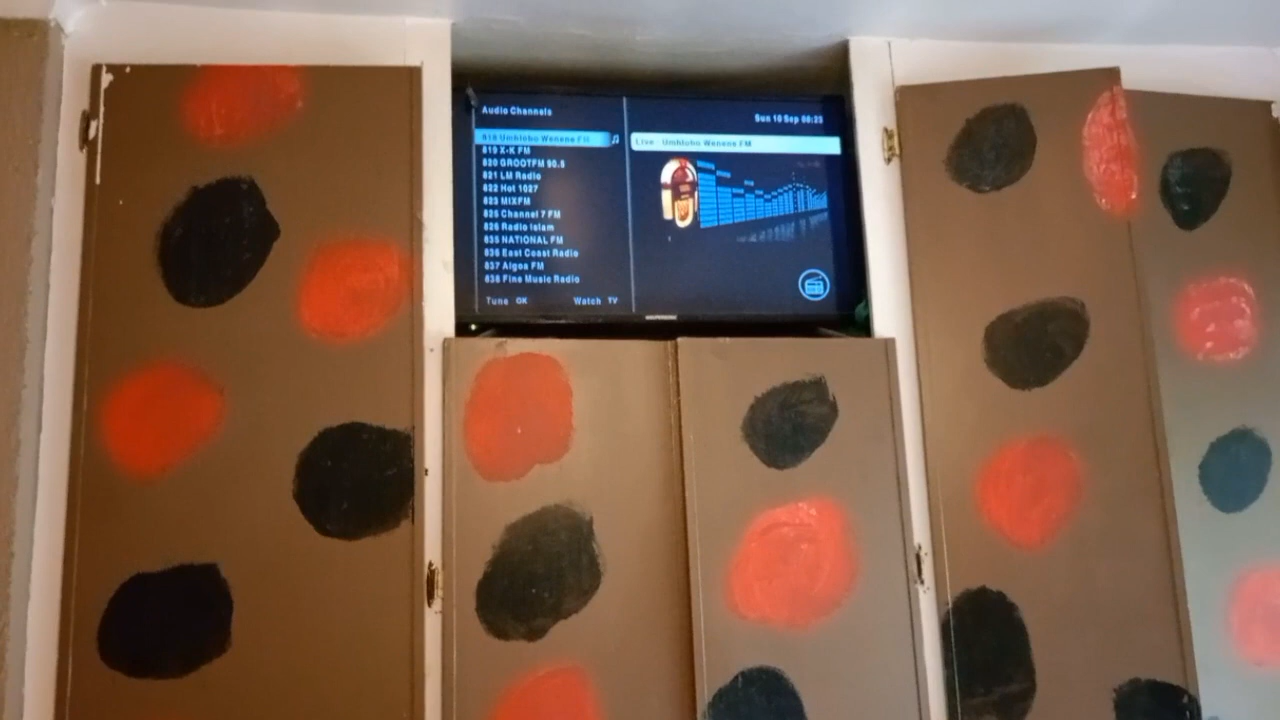 Audio Channels
Sun 10 Sep 08:23
818 Umhlobo Wenene FM
819 X-K FM
820 GROOTFM 90.5
821 LM Radio
822 Hot 1027
823 MIXFM
825 Channel 7 FM
826 Radio Islam
835 NATIONAL FM
836 East Coast Radio
837 Algoa FM
838 Fine Music Radio
Tune OK
Watch TV
Live : Umhlobo Wenene FM